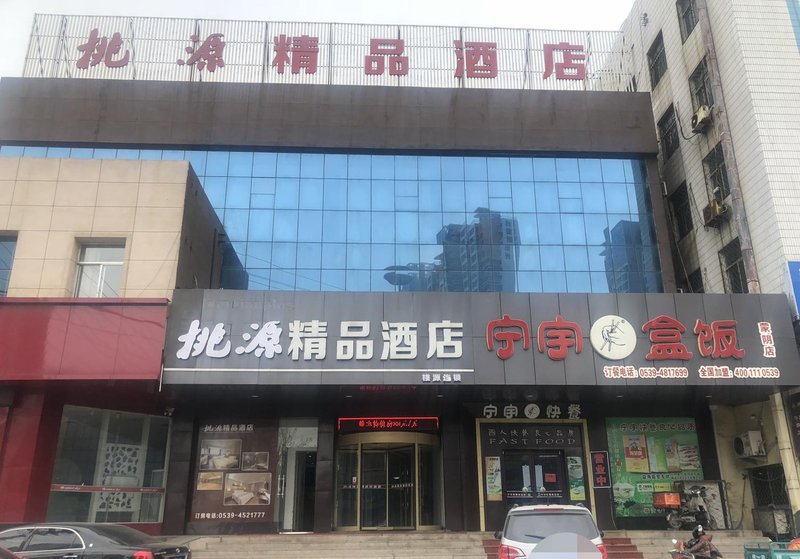 桃源精品酒店
桃源精品酒店
桃源连锁
宁宇盒饭
蒙阴店
订餐电话：0539-4817699 全国加盟：400 111 0539
桃源精品酒店
订餐电话：0539-4521777
宁宇快餐
FAST FOOD
营业中